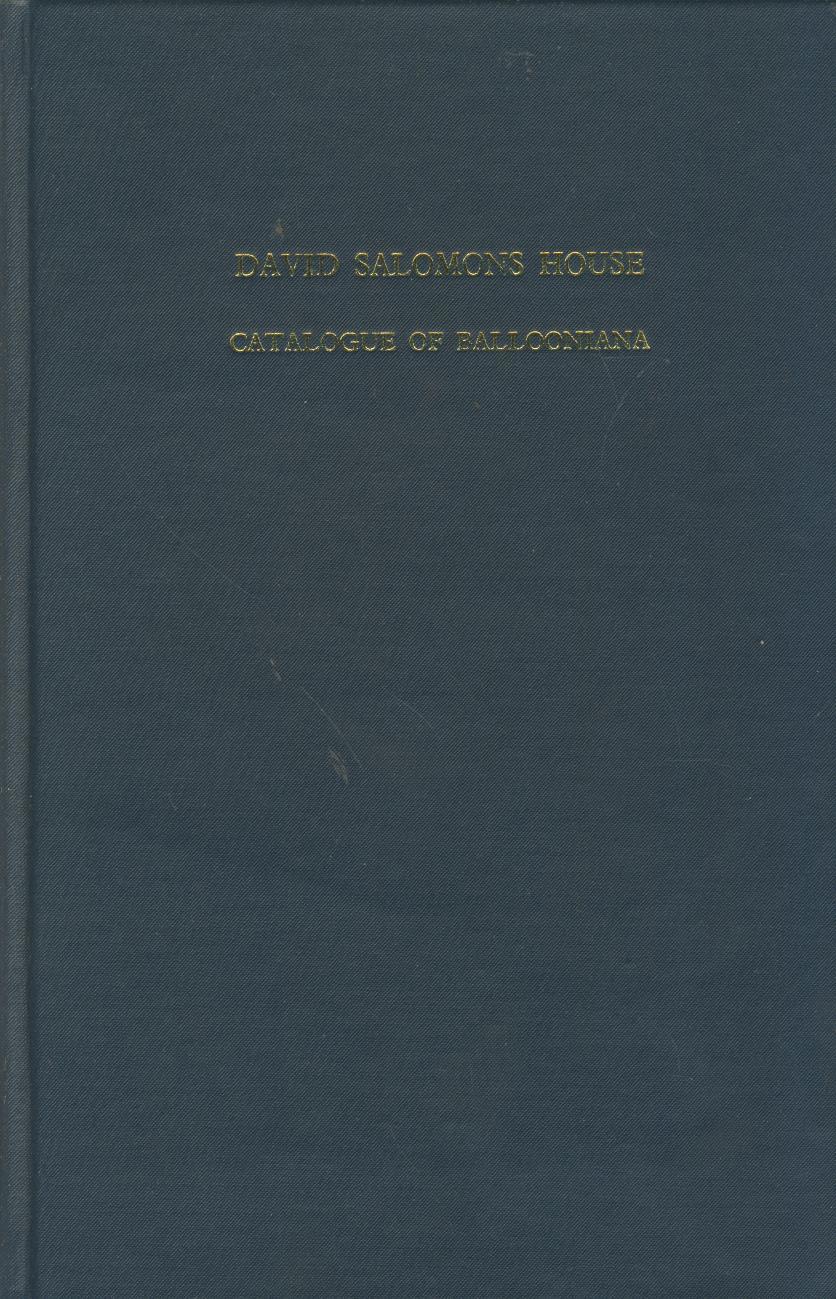 DAVID SALOMONS HOUSE
CATALOGUE OF BALLOONIANA